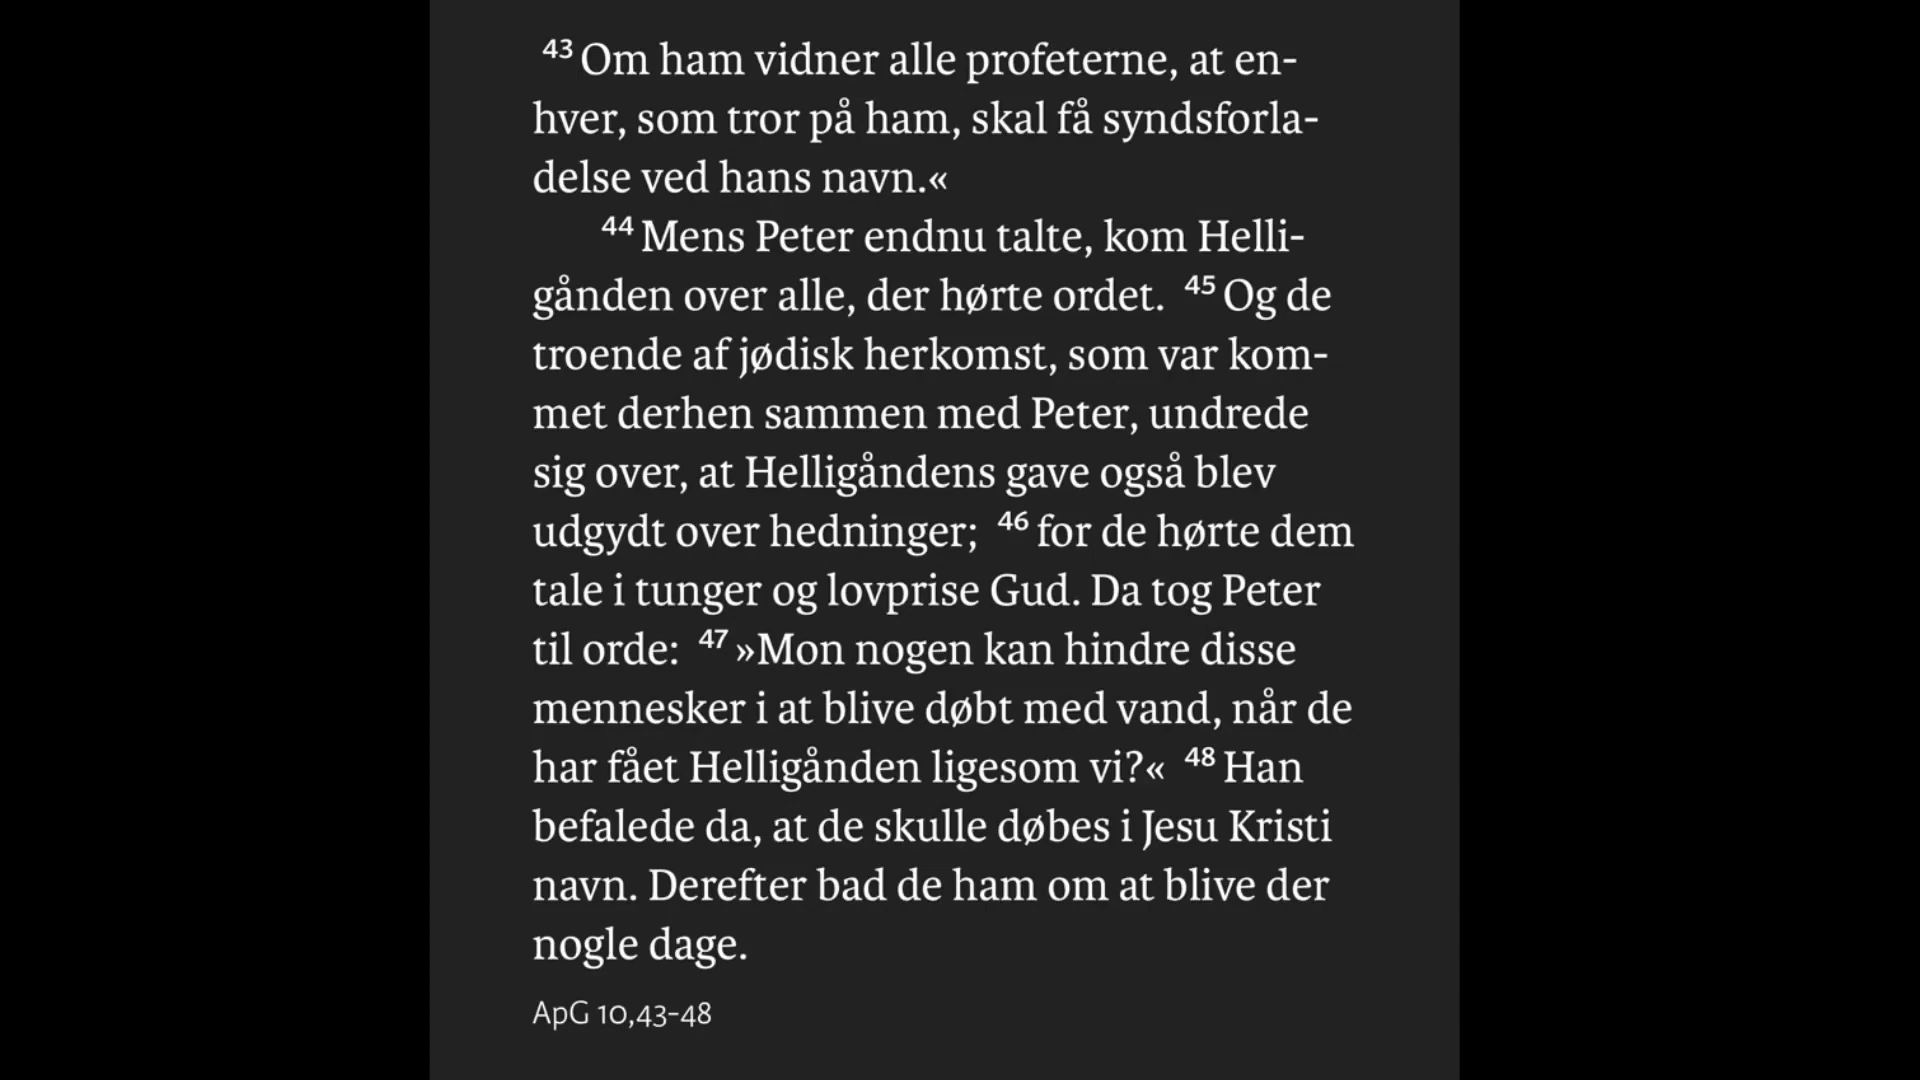 43 Om ham vidner alle profeterne, at en-
hver, som tror på ham, skal få syndsforla-
delse ved hans navn.«
44 Mens Peter endnu talte, kom Helli-
gånden over alle, der hørte ordet. 45 Og de
troende af jødisk herkomst, som var kom-
met derhen sammen med Peter, undrede
sig over, at Helligåndens gave også blev
udgydt over hedninger; 46 for de hørte dem
tale i tunger og lovprise Gud. Da tog Peter
til orde: 47 »Mon nogen kan hindre disse
mennesker i at blive døbt med vand, når de
har fået Helligånden ligesom vi?« 48 Han
befalede da, at de skulle døbes i Jesu Kristi
navn. Derefter bad de ham om at blive der
nogle dage.
ApG 10,43-48